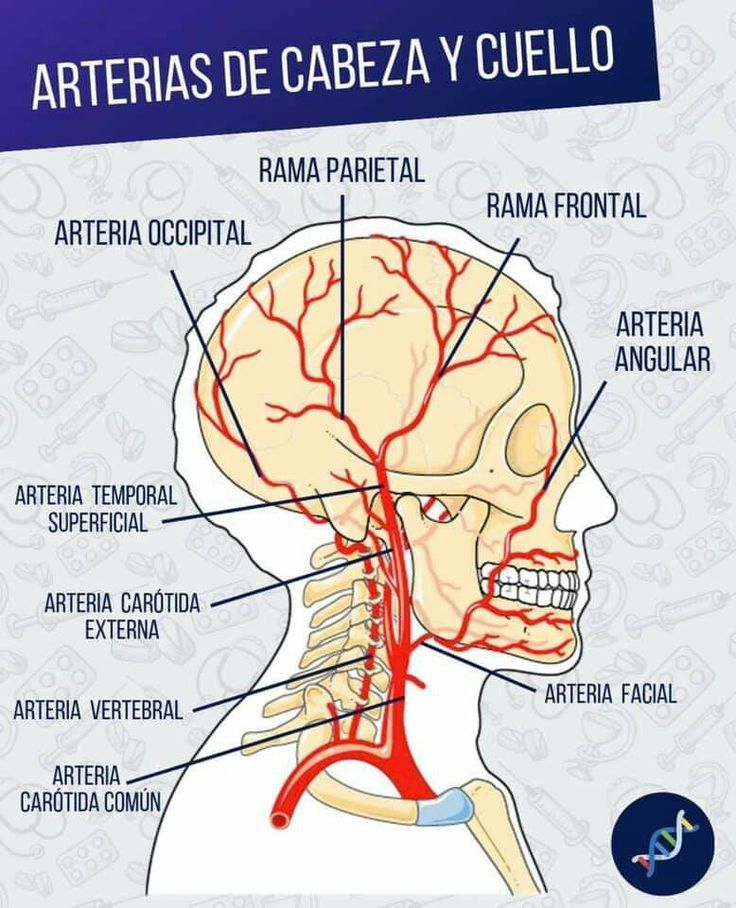 ARTERIAS DE CABEZA Y CUELLO
RAMA PARIETAL
RAMA FRONTAL
ARTERIA OCCIPITAL
ARTERIA
ANGULAR
ARTERIA TEMPORAL
SUPERFICIAL
ARTERIA CARÓTIDA
EXTERNA
ARTERIA VERTEBRAL
ARTERIA FACIAL
ARTERIA
CARÓTIDA COMÚN